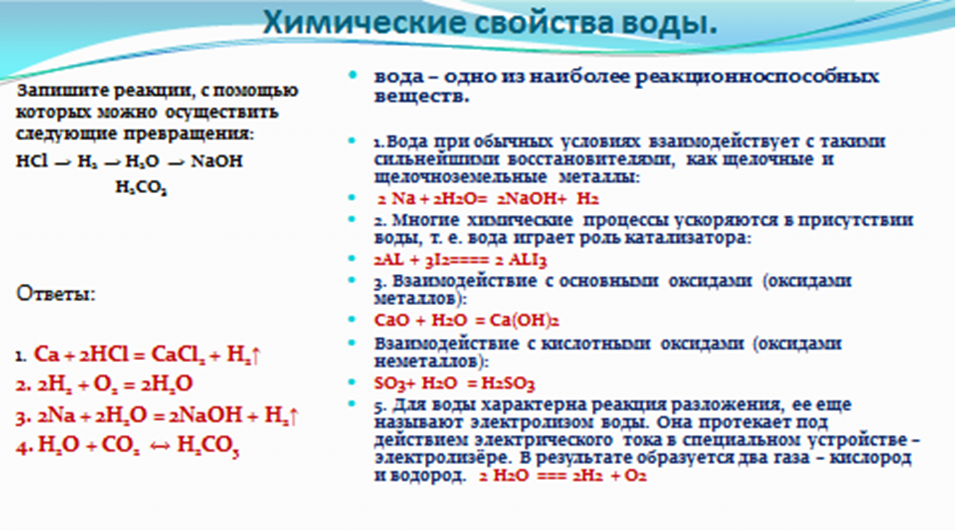 Химические свойства воды.
Запишите реакции, с помощью
которых можно осуществить
следующие превращения:
HCl → H₂ → H₂O → NaOH
H₂CO₃
Ответы:
1. Ca + 2HCl = CaCl₂ + H₂↑
2. 2H₂ + O₂ = 2H₂O
3. 2Na + 2H₂O = 2NaOH + H₂↑
4. H₂O + CO₂ ↔ H₂CO₃
• вода – одно из наиболее реакционноспособных
веществ.
• 1.Вода при обычных условиях взаимодействует с такими
сильнейшими восстановителями, как щелочные и
щелочноземельные металлы:
• 2 Na + 2H2O= 2NaOH+ H2
• 2. Многие химические процессы ускоряются в присутствии
воды, т. е. вода играет роль катализатора:
• 2AL + 3I2==== 2 ALI3
• 3. Взаимодействие с основными оксидами (оксидами
металлов):
• CaO + H2O = Ca(OH)2
• Взаимодействие с кислотными оксидами (оксидами
неметаллов):
• SO3+ H2O = H2SO3
• 5. Для воды характерна реакция разложения, ее еще
называют электролизом воды. Она протекает под
действием электрического тока в специальном устройстве –
электролизёре. В результате образуется два газа – кислород
и водород. 2 H2O === 2H2 + O2